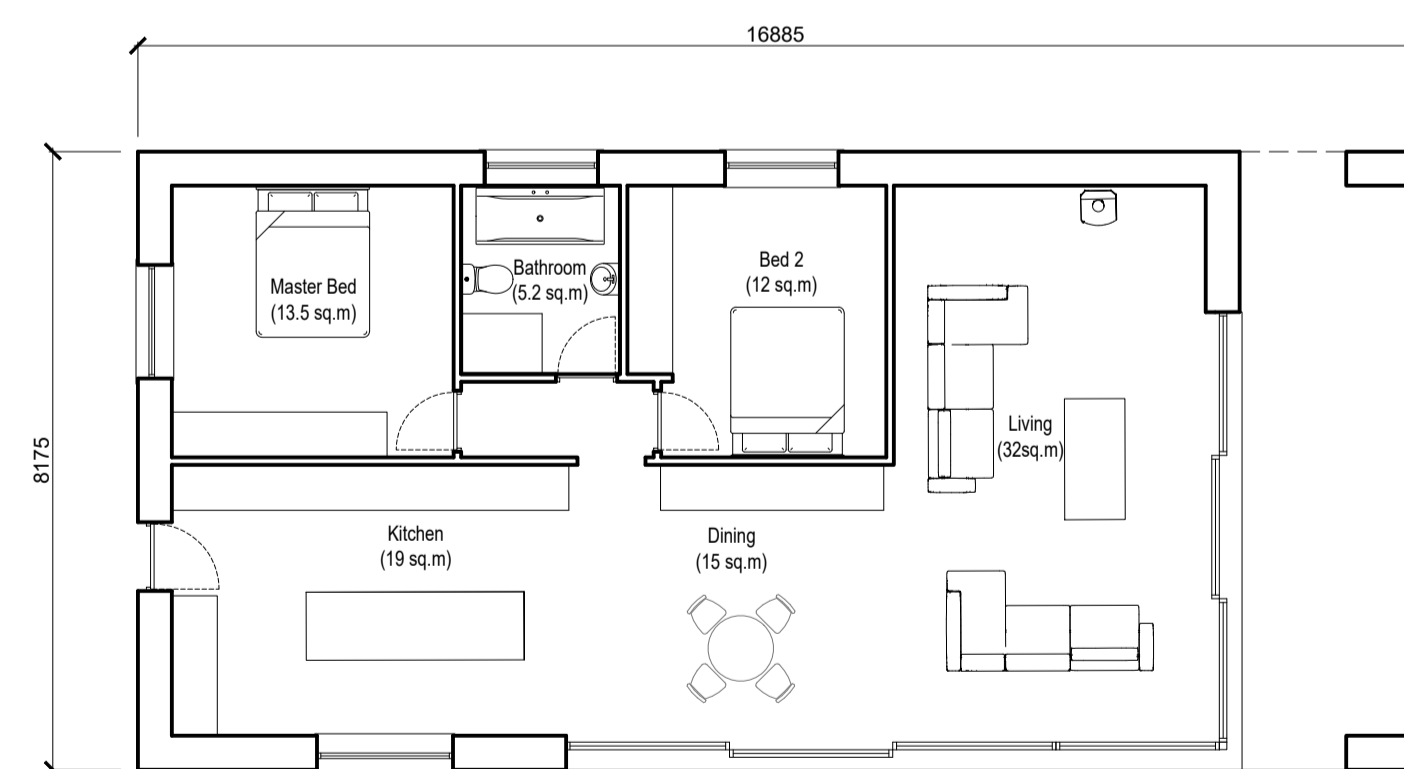 16885
8175
Master Bed
(13.5 sq.m)
Bathroom
(5.2 sq.m)
Bed 2
(12 sq.m)
Living
(32sq.m)
Kitchen
(19 sq.m)
Dining
(15 sq.m)